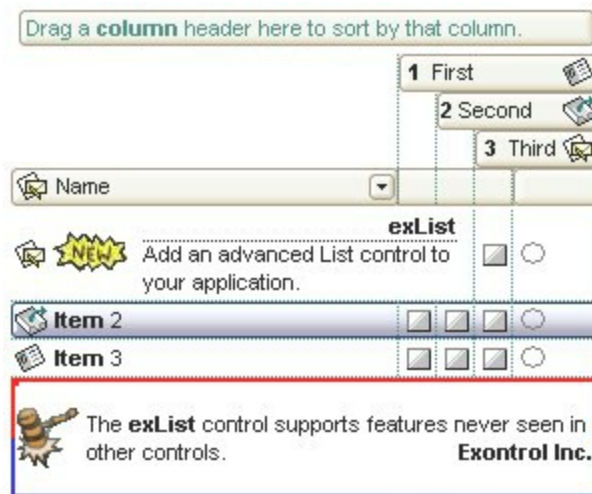 Drag a column header here to sort by that column.
1 First
2 Second
3 Third
Name
exList
NEW Add an advanced List control to
your application.
Item 2
Item 3
The exList control supports features never seen in
other controls. Exontrol Inc.